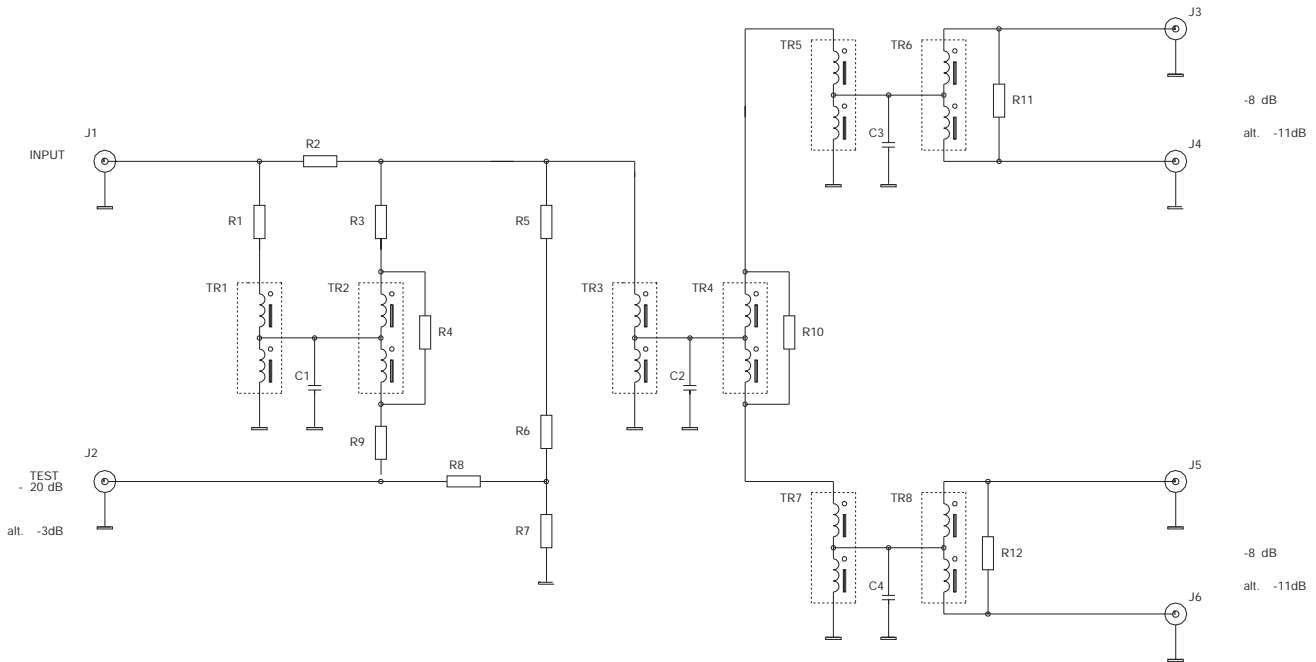 J3
TR5
TR6
R11
-8 dB
C3
alt. -11dB
J1
R2
J4
INPUT
R1
R3
R5
TR1
TR2
TR3
TR4
R4
R10
C1
C2
R9
R6
J2
R8
J5
TEST
- 20 dB
TR7
TR8
alt. -3dB
R7
R12
-8 dB
C4
alt. -11dB
J6